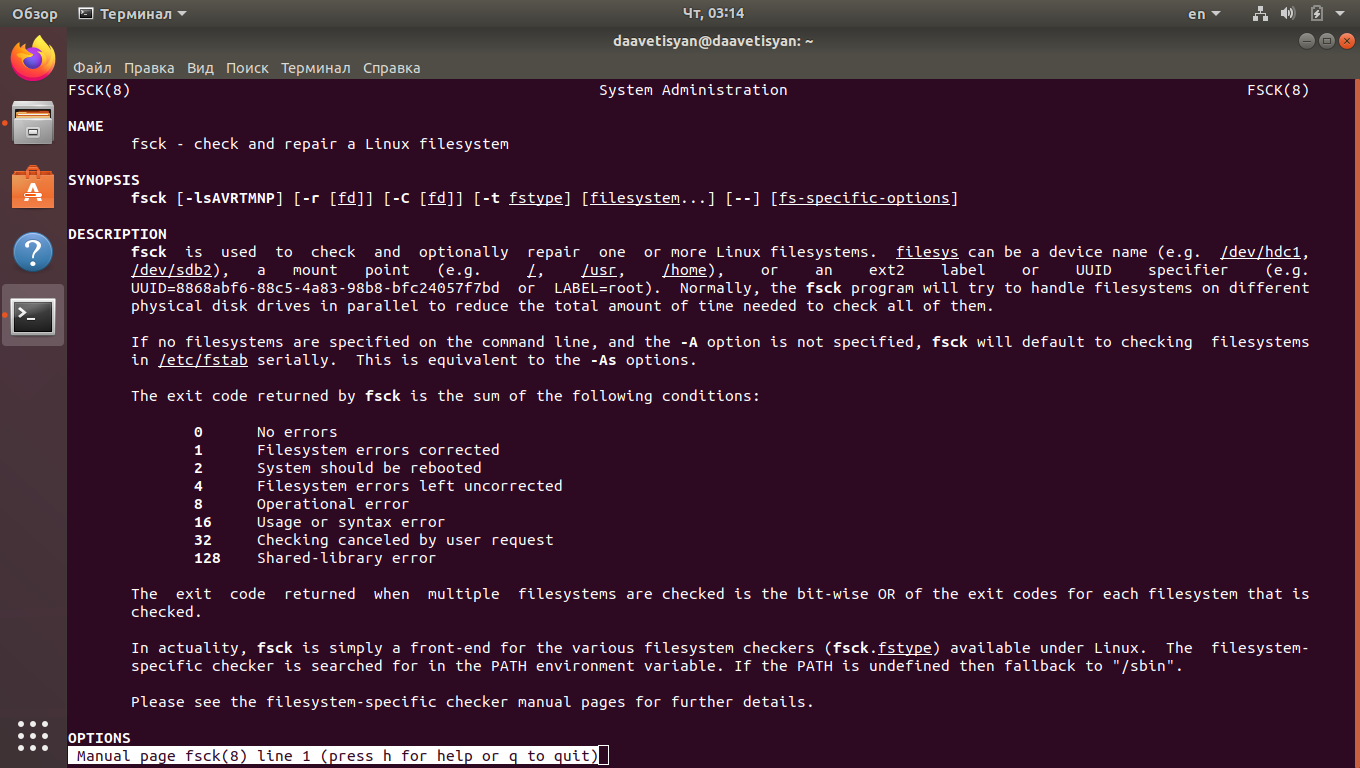 Обзор Терминал Чт, 03:14 en
daavetisyan@daavetisyan: ~
Файл Правка Вид Поиск Терминал Справка
FSCK(8) System Administration FSCK(8)
NAME
fsck - check and repair a Linux filesystem
SYNOPSIS
fsck [-lsAVRTMNP] [-r [fd]] [-C [fd]] [-t fstype] [filesystem...] [--] [fs-specific-options]
DESCRIPTION
fsck is used to check and optionally repair one or more Linux filesystems. filesys can be a device name (e.g. /dev/hdc1,
/dev/sdb2), a mount point (e.g. /, /usr, /home), or an ext2 label or UUID specifier (e.g.
UUID=8868abf6-88c5-4a83-98b8-bfc24057f7bd or LABEL=root). Normally, the fsck program will try to handle filesystems on different
physical disk drives in parallel to reduce the total amount of time needed to check all of them.
If no filesystems are specified on the command line, and the -A option is not specified, fsck will default to checking filesystems
in /etc/fstab serially. This is equivalent to the -As options.
The exit code returned by fsck is the sum of the following conditions:
0 No errors
1 Filesystem errors corrected
2 System should be rebooted
4 Filesystem errors left uncorrected
8 Operational error
16 Usage or syntax error
32 Checking canceled by user request
128 Shared-library error
The exit code returned when multiple filesystems are checked is the bit-wise OR of the exit codes for each filesystem that is
checked.
In actuality, fsck is simply a front-end for the various filesystem checkers (fsck.fstype) available under Linux. The filesystem-
specific checker is searched for in the PATH environment variable. If the PATH is undefined then fallback to "/sbin".
Please see the filesystem-specific checker manual pages for further details.
OPTIONS
Manual page fsck(8) line 1 (press h for help or q to quit)